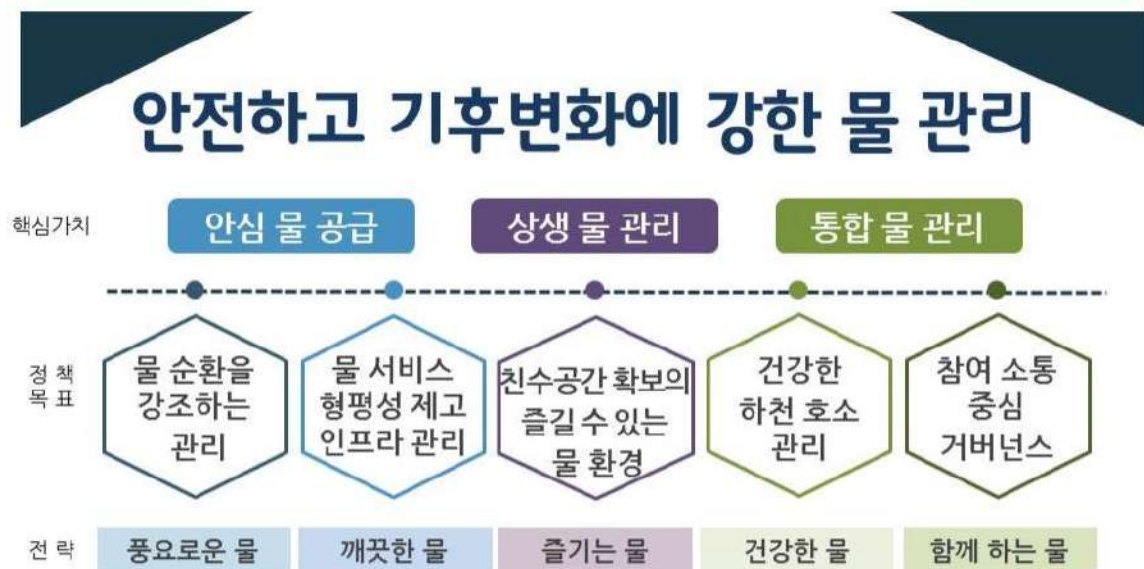 안전하고 기후변화에 강한 물 관리
핵심가치
안심 물 공급
상생 물 관리
통합 물 관리
정 책
목 표
물 순환을
강조하는
관리
물 서비스
형평성 제고
인프라 관리
친수공간 확보의
즐길 수 있는
물 환경
건강한
하천 호소
관리
참여 소통
중심
거버넌스
전 략
풍요로운 물
깨끗한 물
즐기는 물
건강한 물
함께 하는 물